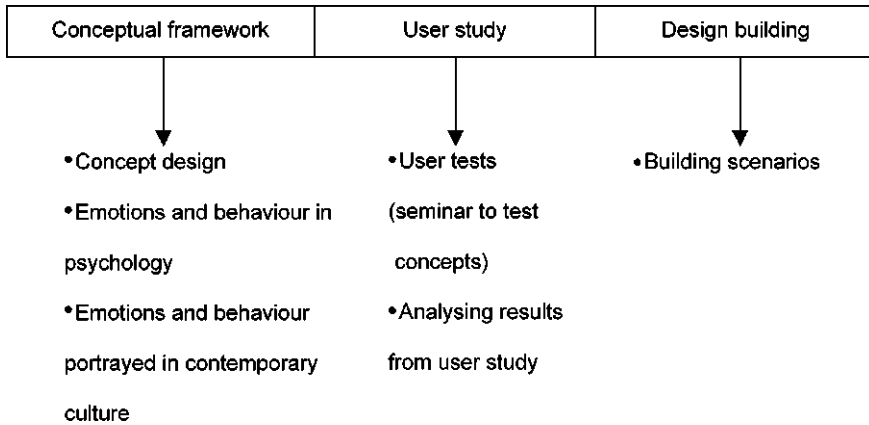 Conceptual framework
User study
Design building
•Concept design
•Emotions and behaviour in
psychology
•Emotions and behaviour
portrayed in contemporary
culture
•User tests
(seminar to test
concepts)
•Analysing results
from user study
•Building scenarios